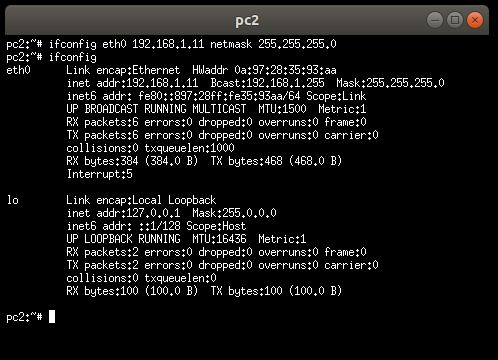 pc2
pc2:~# ifconfig eth0 192.168.1.11 netmask 255.255.255.0
pc2:~# ifconfig
eth0 Link encap:Ethernet HWaddr 0a:97:28:35:93:aa
inet addr:192.168.1.11 Bcast:192.168.1.255 Mask:255.255.255.0
inet6 addr: fe80::897:28ff:fe35:93aa/64 Scope:Link
UP BROADCAST RUNNING MULTICAST MTU:1500 Metric:1
RX packets:6 errors:0 dropped:0 overruns:0 frame:0
TX packets:6 errors:0 dropped:0 overruns:0 carrier:0
collisions:0 txqueuelen:1000
RX bytes:384 (384.0 B) TX bytes:468 (468.0 B)
Interrupt:5
lo Link encap:Local Loopback
inet addr:127.0.0.1 Mask:255.0.0.0
inet6 addr: ::1/128 Scope:Host
UP LOOPBACK RUNNING MTU:16436 Metric:1
RX packets:2 errors:0 dropped:0 overruns:0 frame:0
TX packets:2 errors:0 dropped:0 overruns:0 carrier:0
collisions:0 txqueuelen:0
RX bytes:100 (100.0 B) TX bytes:100 (100.0 B)
pc2:~#